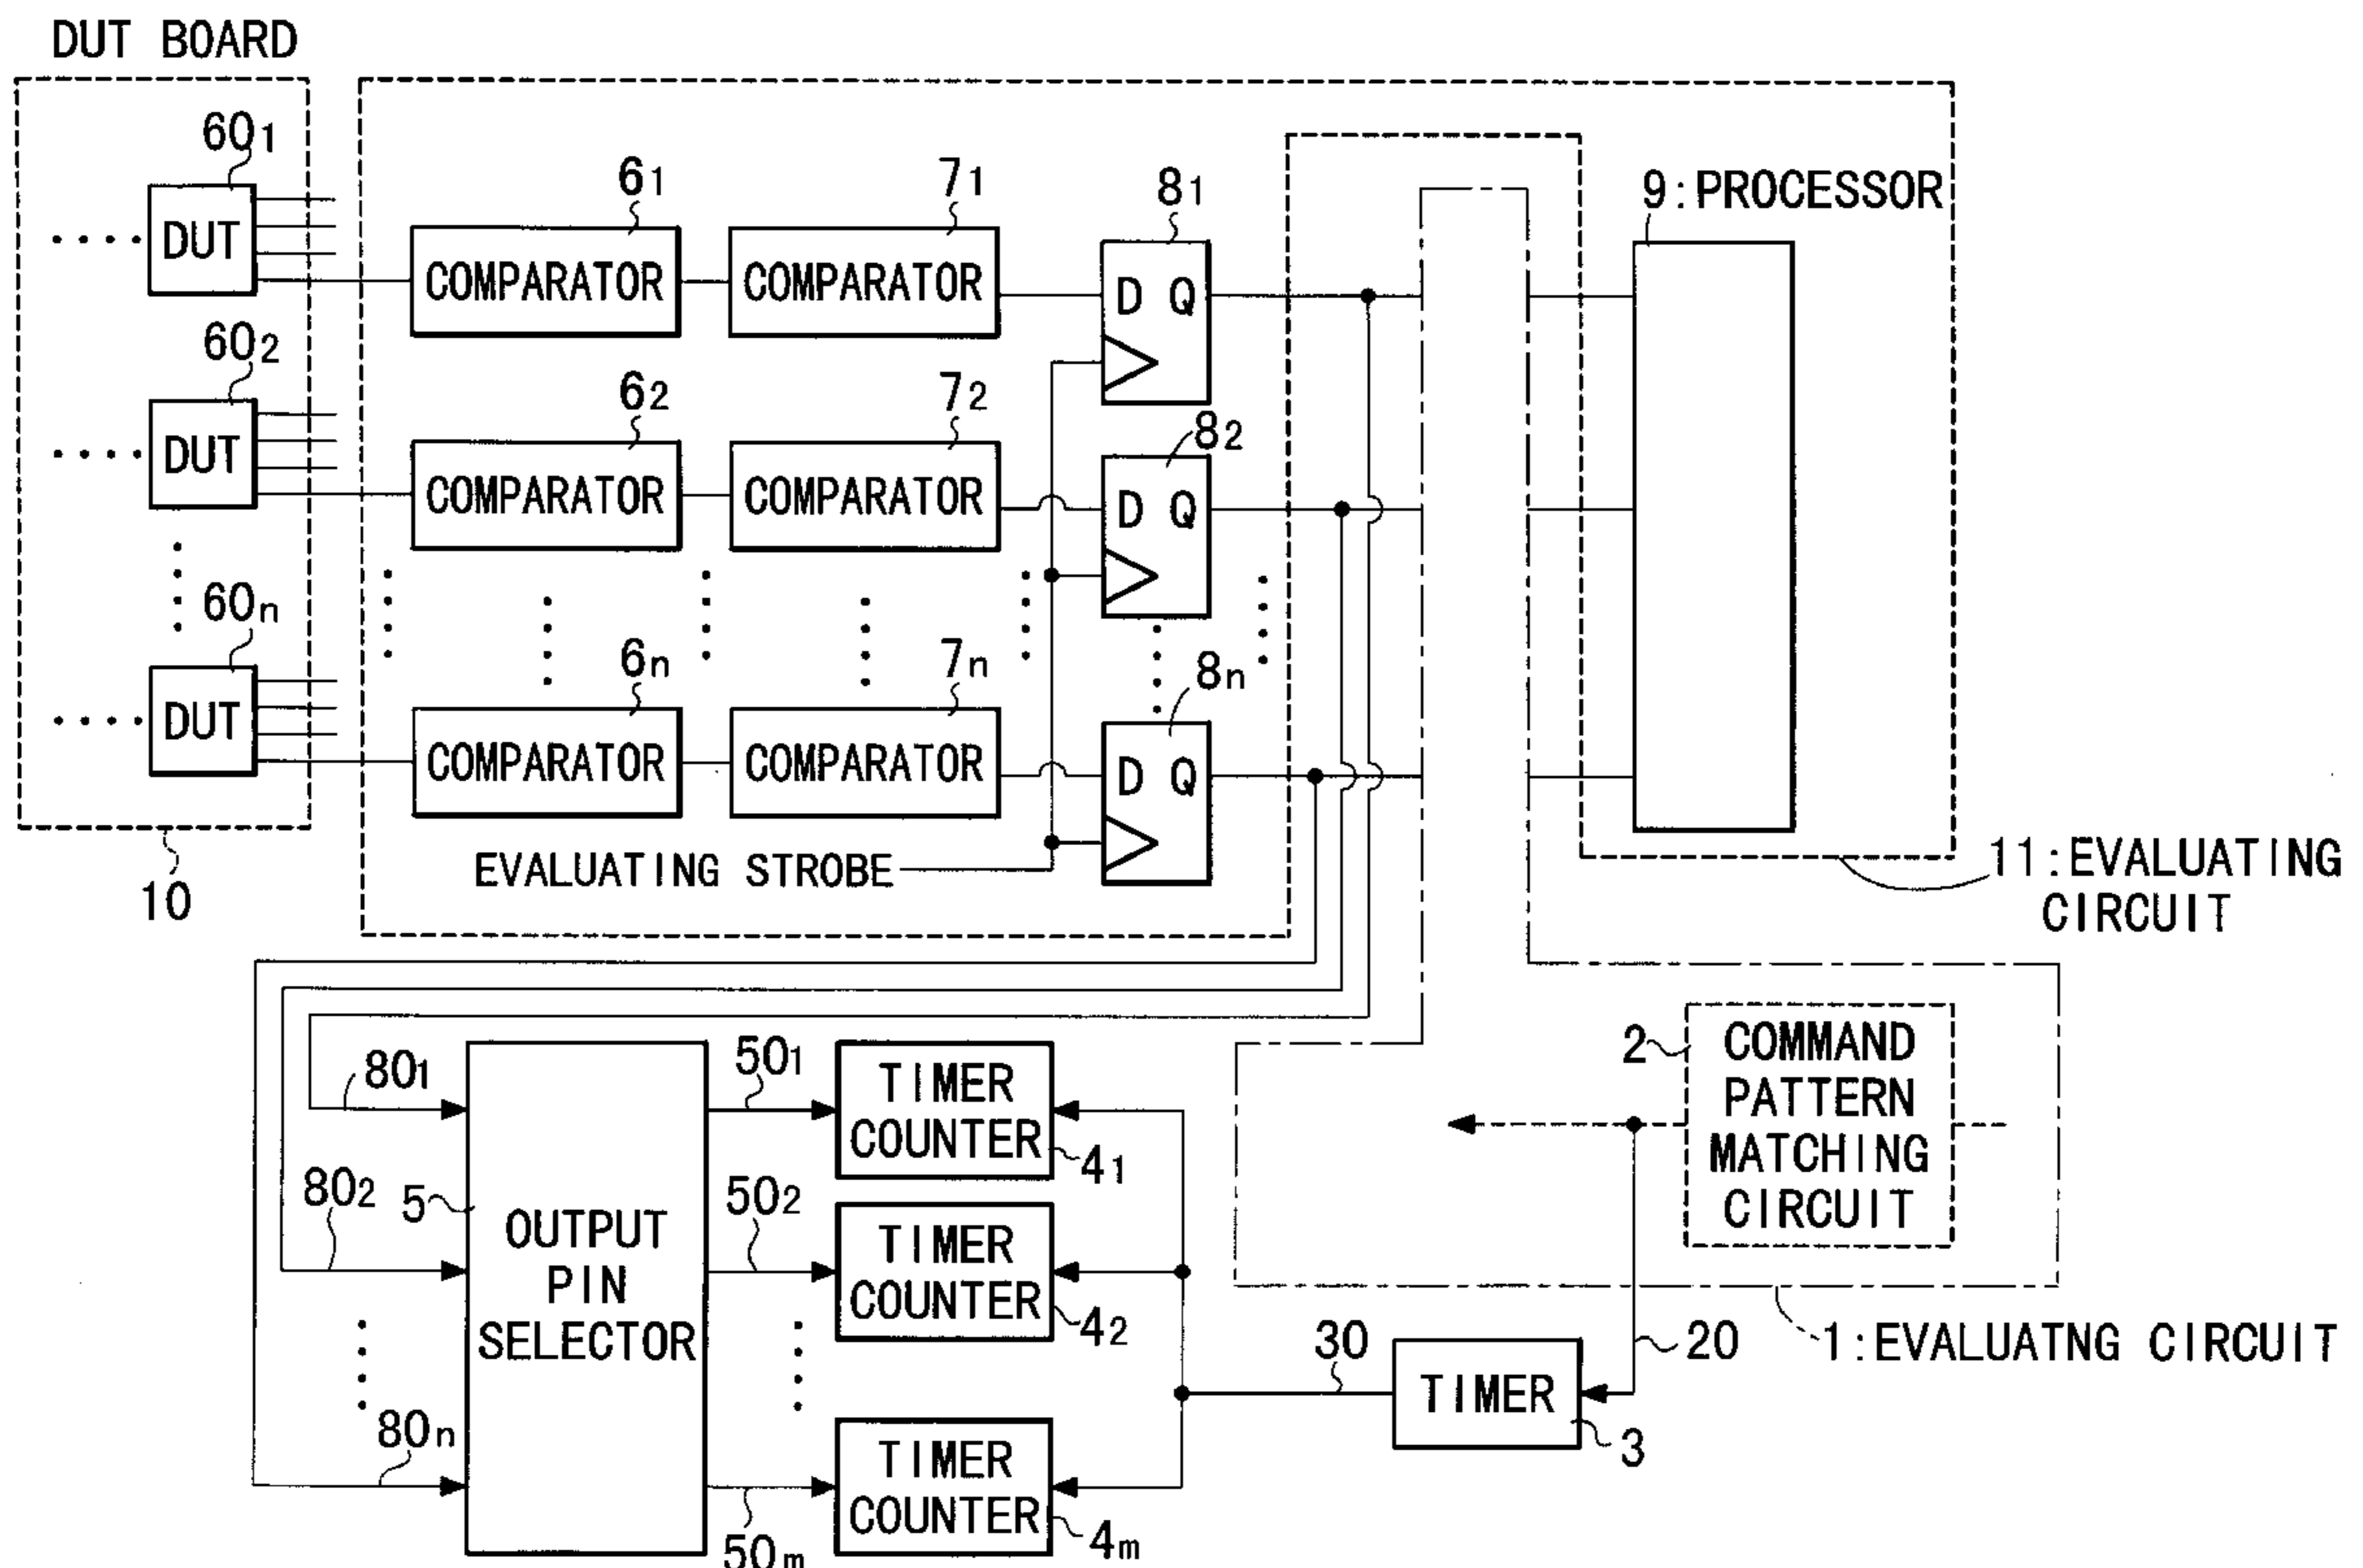 DUT BOARD
60₁
DUT
60₂
DUT
60n
DUT
10
6₁
COMPARATOR
7₁
COMPARATOR
8₁
D Q
6₂
COMPARATOR
7₂
COMPARATOR
8₂
D Q
6n
COMPARATOR
7n
COMPARATOR
8n
D Q
EVALUATING STROBE
9:PROCESSOR
11:EVALUATING
CIRCUIT
80₁
80₂
80n
5
OUTPUT
PIN
SELECTOR
50₁
TIMER
COUNTER
4₁
50₂
TIMER
COUNTER
4₂
50m
TIMER
COUNTER
4m
30
TIMER
3
20
2
COMMAND
PATTERN
MATCHING
CIRCUIT
1:EVALUATNG CIRCUIT